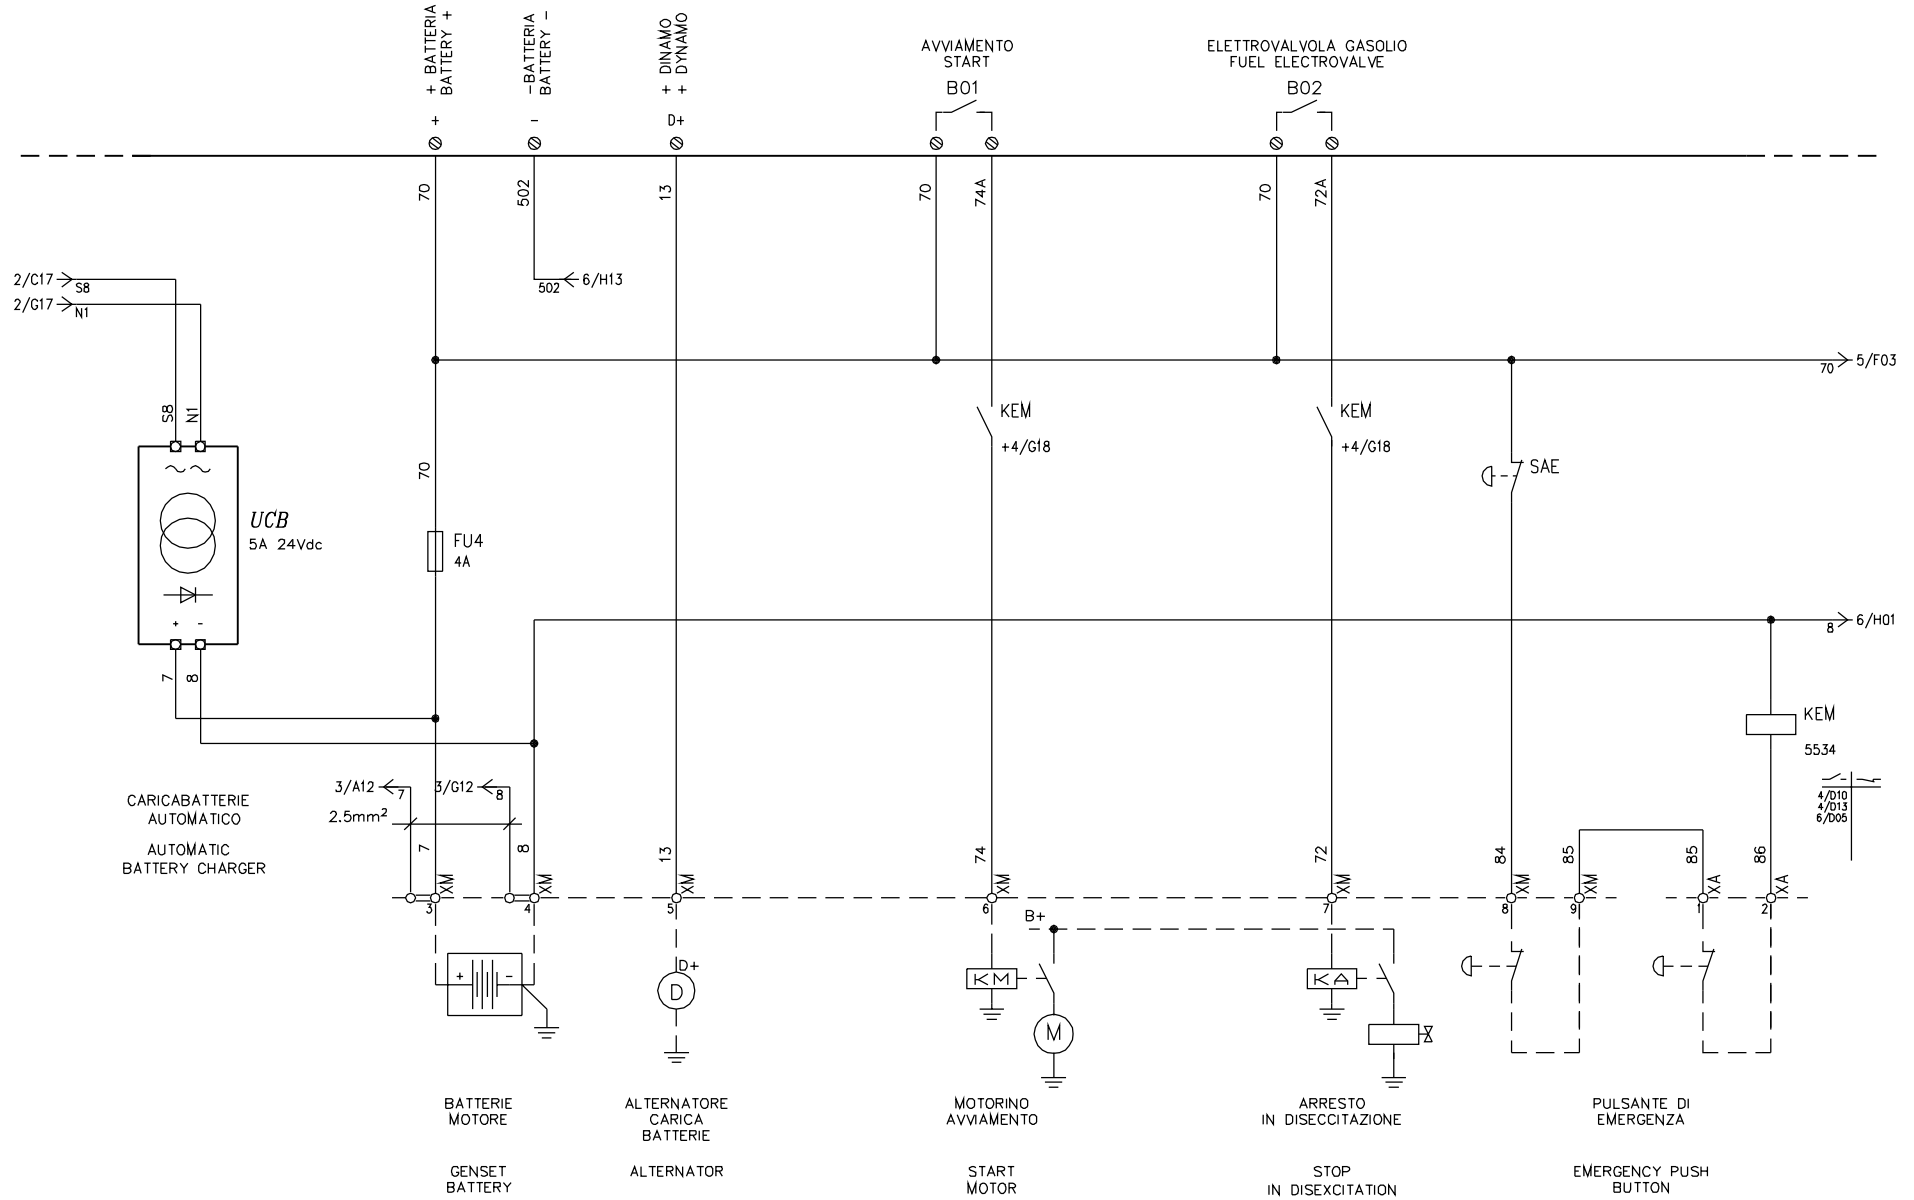 + BATTERIA
BATTERY +
-BATTERIA
BATTERY -
+ DINAMO
+ DYNAMO
AVVIAMENTO
START
B01
ELETTROVALVOLA GASOLIO
FUEL ELECTROVALVE
B02
+
-
D+
70
502
13
70
74A
70
72A
2/C17
S8
2/G17
N1
502
6/H13
70
5/F03
S8
N1
70
KEM
+4/G18
KEM
+4/G18
SAE
UCB
5A 24Vdc
FU4
4A
+ -
8
6/H01
7
8
KEM
5534
3/A12
7
3/G12
8
4/D10
4/D13
6/D05
2.5mm²
CARICABATTERIE
AUTOMATICO
AUTOMATIC
BATTERY CHARGER
7
8
13
74
72
84
85
85
86
XM
XM
XM
XM
XM
XM
XM
XA
XA
3
4
5
6
7
8
9
1
2
B+
+ -
D+
D
KM
M
KA
BATTERIE
MOTORE
GENSET
BATTERY
ALTERNATORE
CARICA
BATTERIE
ALTERNATOR
MOTORINO
AVVIAMENTO
START
MOTOR
ARRESTO
IN DISECCITAZIONE
STOP
IN DISEXCITATION
PULSANTE DI
EMERGENZA
EMERGENCY PUSH
BUTTON